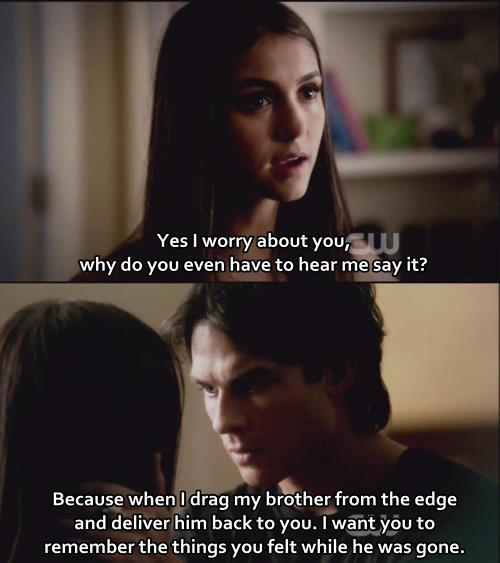 Yes I worry about you,
why do you even have to hear me say it?
CW
Because when I drag my brother from the edge
and deliver him back to you. I want you to
remember the things you felt while he was gone.